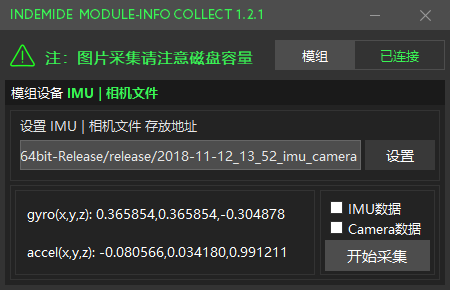 INDEMIDE MODULE-INFO COLLECT 1.2.1
注：图片采集请注意磁盘容量
模组 已连接
模组设备 IMU | 相机文件
设置 IMU | 相机文件 存放地址
64bit-Release/release/2018-11-12_13_52_imu_camera 设置
gyro(x,y,z): 0.365854,0.365854,-0.304878
accel(x,y,z): -0.080566,0.034180,0.991211
IMU数据
Camera数据
开始采集